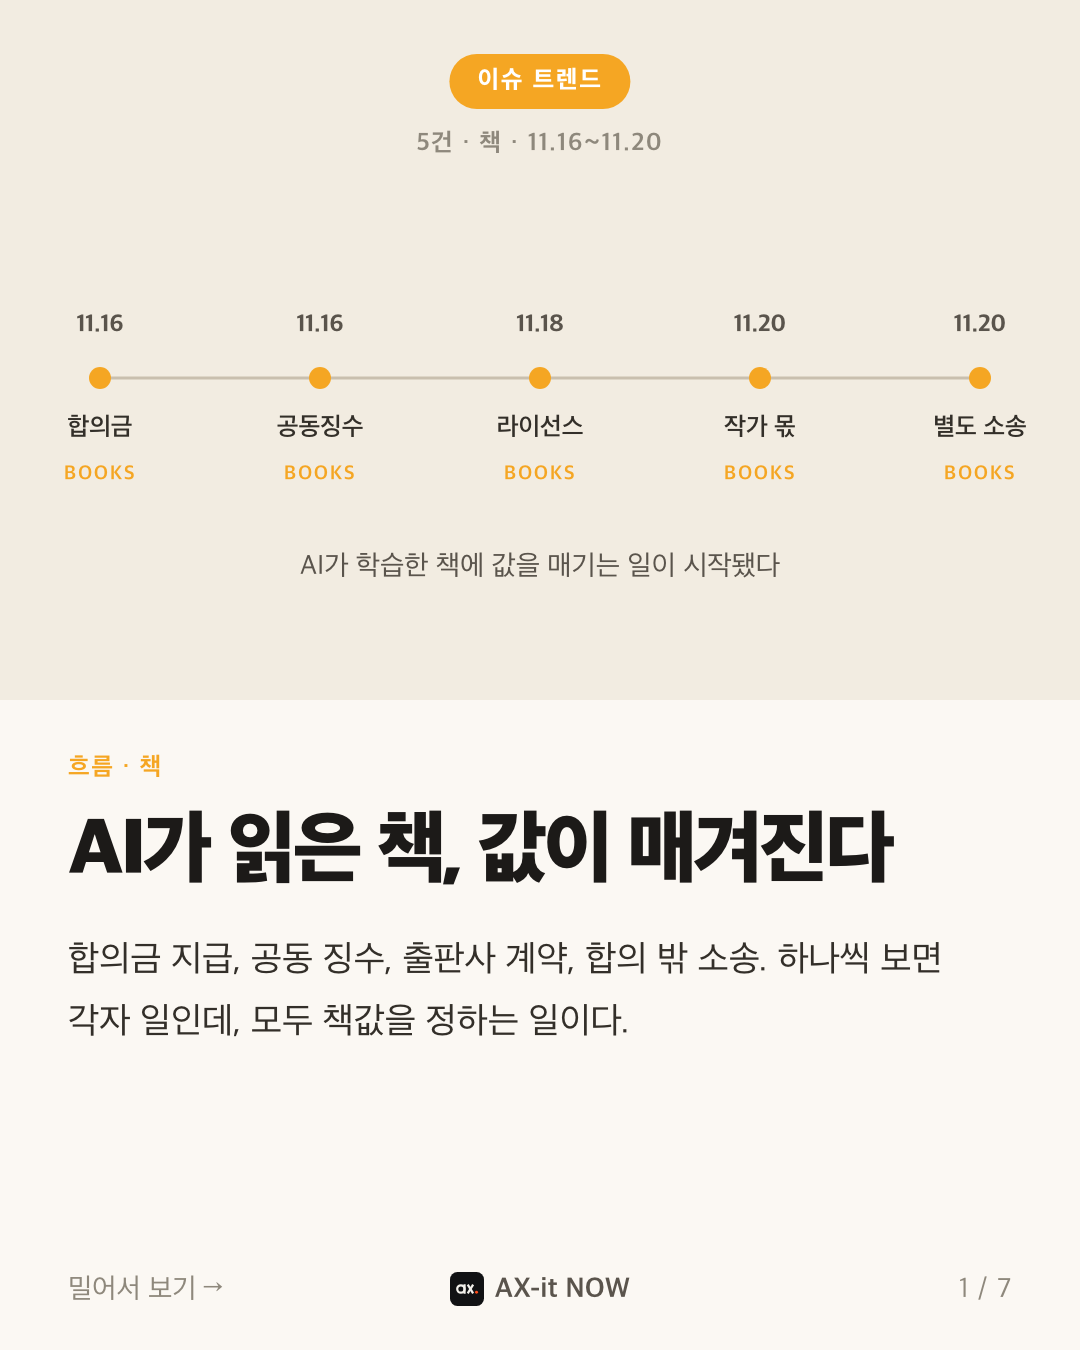 이슈 트렌드
5건 · 책 · 11.16~11.20
11.16 11.16 11.18 11.20 11.20
합의금 공동징수 라이선스 작가 몫 별도 소송
BOOKS BOOKS BOOKS BOOKS BOOKS
AI가 학습한 책에 값을 매기는 일이 시작됐다
흐름 · 책
AI가 읽은 책, 값이 매겨진다
합의금 지급, 공동 징수, 출판사 계약, 합의 밖 소송. 하나씩 보면
각자 일인데, 모두 책값을 정하는 일이다.
밀어서 보기 → ax. AX-it NOW 1 / 7